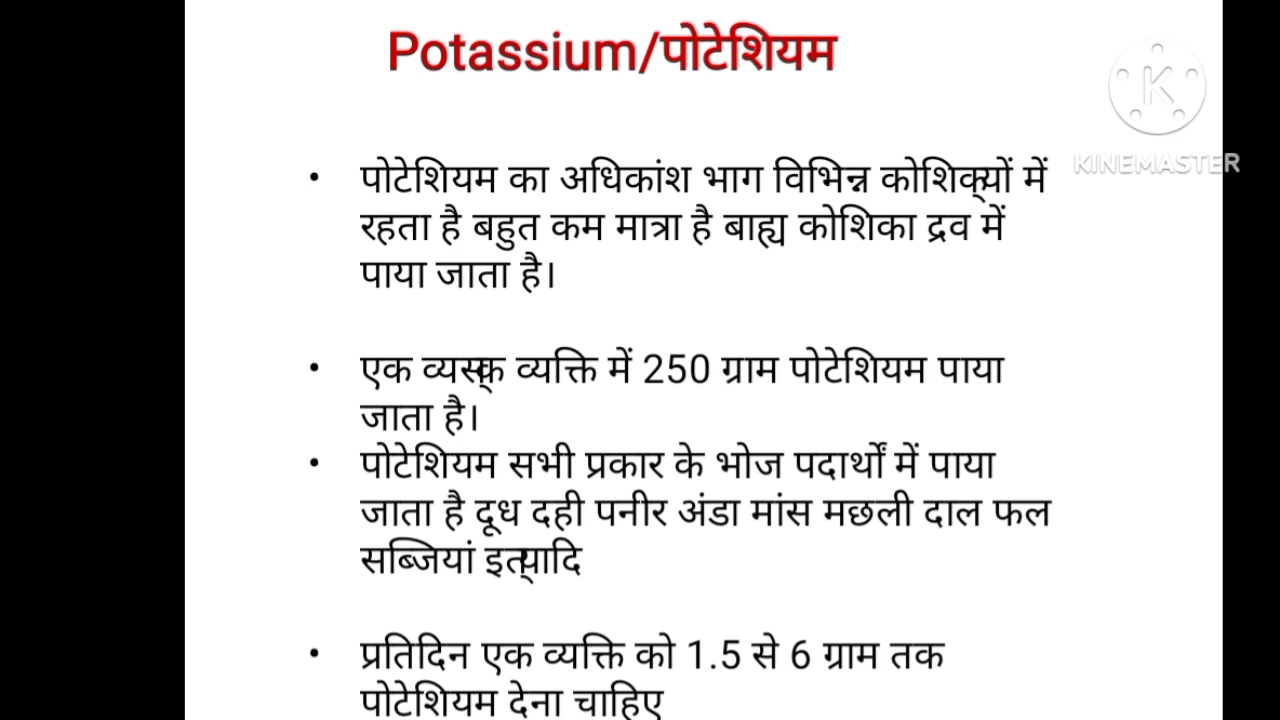 Potassium/पोटेशियम
K
KINEMASTER
• पोटेशियम का अधिकांश भाग विभिन्न कोशिक्यों में
रहता है बहुत कम मात्रा है बाह्य कोशिका द्रव में
पाया जाता है।
• एक व्यस्क व्यक्ति में 250 ग्राम पोटेशियम पाया
जाता है।
• पोटेशियम सभी प्रकार के भोज पदार्थों में पाया
जाता है दूध दही पनीर अंडा मांस मछली दाल फल
सब्जियां इत्यादि
• प्रतिदिन एक व्यक्ति को 1.5 से 6 ग्राम तक
पोटेशियम देना चाहिए